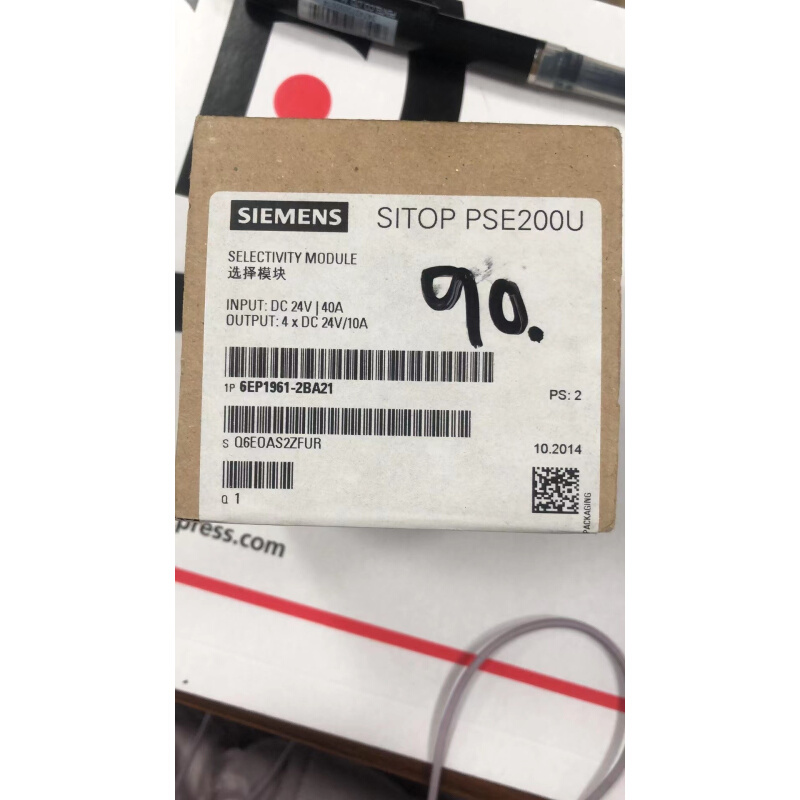 SIEMENS SITOP PSE200U
SELECTIVITY MODULE
选择模块
INPUT: DC 24V | 40A
OUTPUT: 4 x DC 24V/10A
90.
1P 6EP1961-2BA21
PS: 2
S Q6EOAS2ZFUR
10.2014
Q 1
PACKAGING
press.com